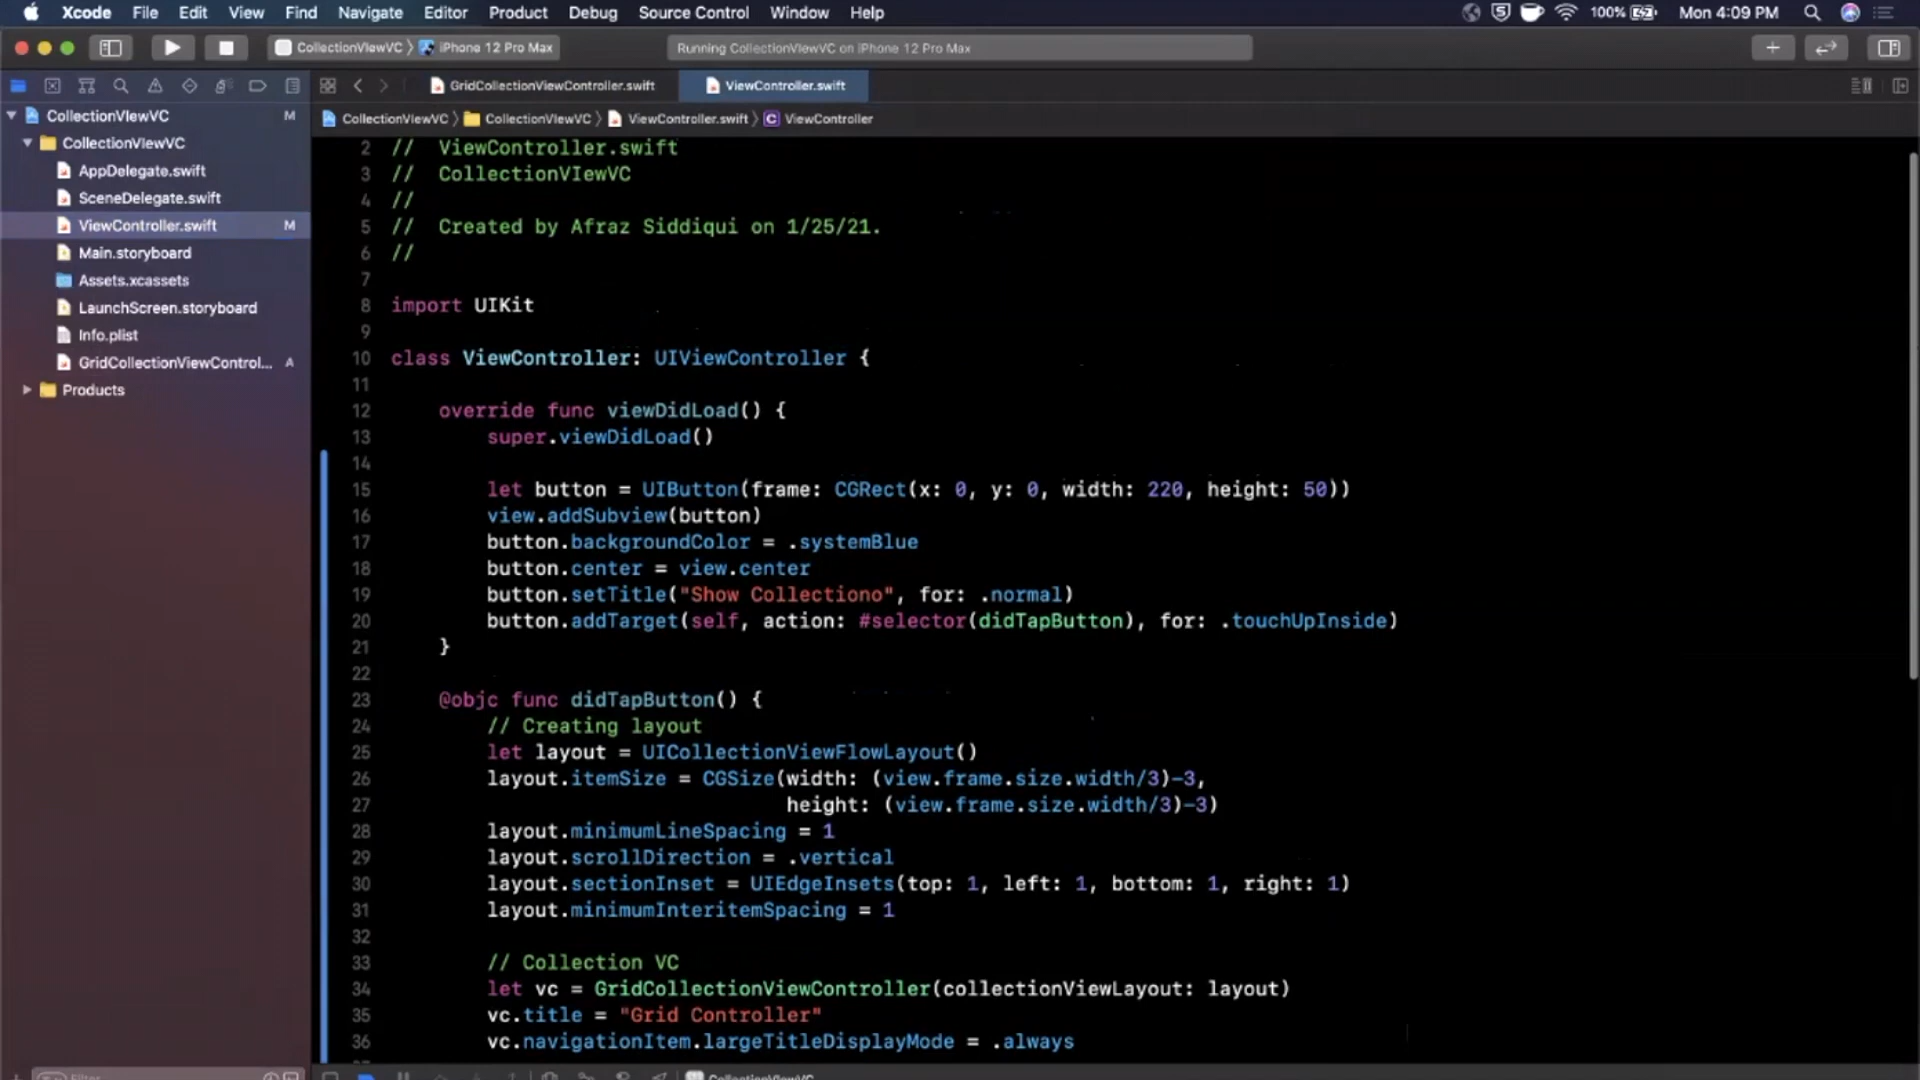 Xcode File Edit View Find Navigate Editor Product Debug Source Control Window Help 100% Mon 4:09 PM
CollectionVIewVC iPhone 12 Pro Max Running CollectionVIewVC on iPhone 12 Pro Max
GridCollectionViewController.swift ViewController.swift
CollectionVIewVC M
CollectionVIewVC CollectionVIewVC ViewController.swift C ViewController
CollectionVIewVC
AppDelegate.swift
SceneDelegate.swift
ViewController.swift M
Main.storyboard
Assets.xcassets
LaunchScreen.storyboard
Info.plist
GridCollectionViewControl... A
Products
2 // ViewController.swift
3 // CollectionVIewVC
4 //
5 // Created by Afraz Siddiqui on 1/25/21.
6 //
7
8 import UIKit
9
10 class ViewController: UIViewController {
11
12 override func viewDidLoad() {
13 super.viewDidLoad()
14
15 let button = UIButton(frame: CGRect(x: 0, y: 0, width: 220, height: 50))
16 view.addSubview(button)
17 button.backgroundColor = .systemBlue
18 button.center = view.center
19 button.setTitle("Show Collectiono", for: .normal)
20 button.addTarget(self, action: #selector(didTapButton), for: .touchUpInside)
21 }
22
23 @objc func didTapButton() {
24 // Creating layout
25 let layout = UICollectionViewFlowLayout()
26 layout.itemSize = CGSize(width: (view.frame.size.width/3)-3,
27 height: (view.frame.size.width/3)-3)
28 layout.minimumLineSpacing = 1
29 layout.scrollDirection = .vertical
30 layout.sectionInset = UIEdgeInsets(top: 1, left: 1, bottom: 1, right: 1)
31 layout.minimumInteritemSpacing = 1
32
33 // Collection VC
34 let vc = GridCollectionViewController(collectionViewLayout: layout)
35 vc.title = "Grid Controller"
36 vc.navigationItem.largeTitleDisplayMode = .always
Filter CollectionVIewVC